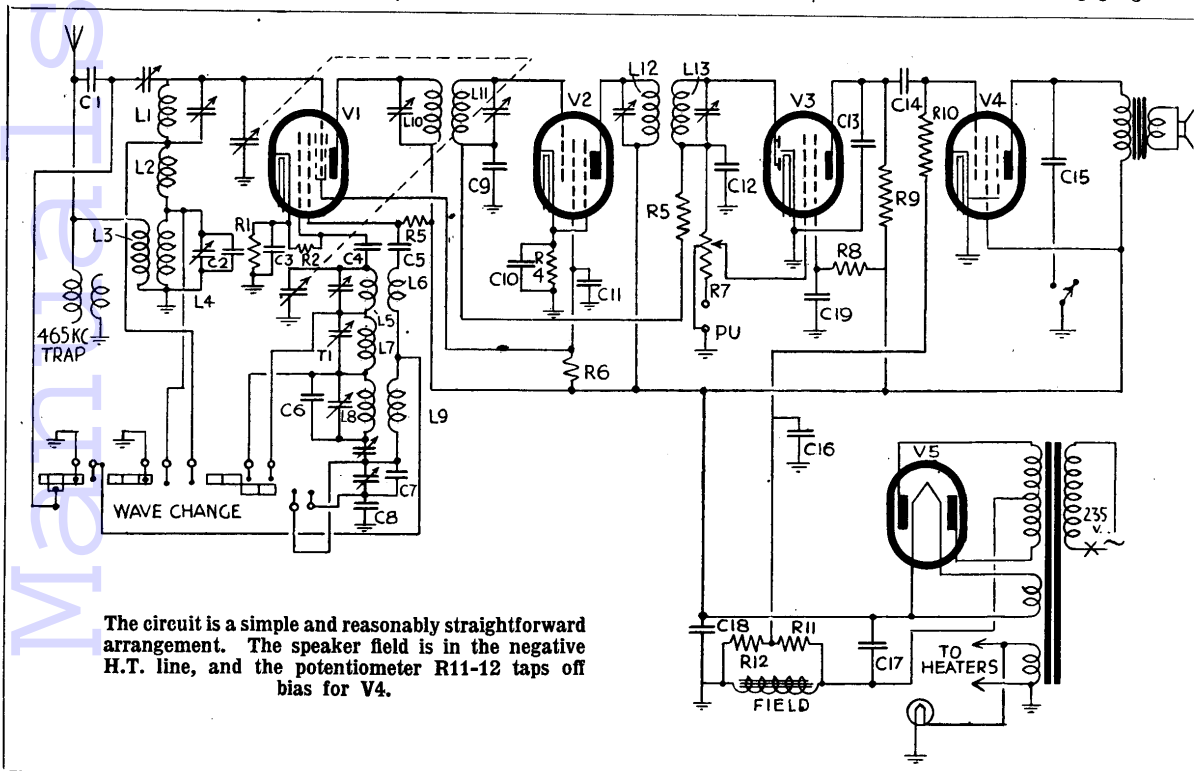 Manuals
C1
L1
L2
L3
L4
465KC
TRAP
C2
R1
C3
R2
C4
R5
C5
V1
L10
L11
C9
V2
L12
L13
C10
R
4
C11
R5
C12
R7
PU
V3
C13
C14
R10
V4
R9
R8
C19
C15
L6
L5
L7
T1
C6
L8
L9
C7
C8
R6
C16
WAVE CHANGE
V5
235
v.
C18
R11
R12
C17
FIELD
TO
HEATERS
The circuit is a simple and reasonably straightforward
arrangement. The speaker field is in the negative
H.T. line, and the potentiometer R11-12 taps off
bias for V4.